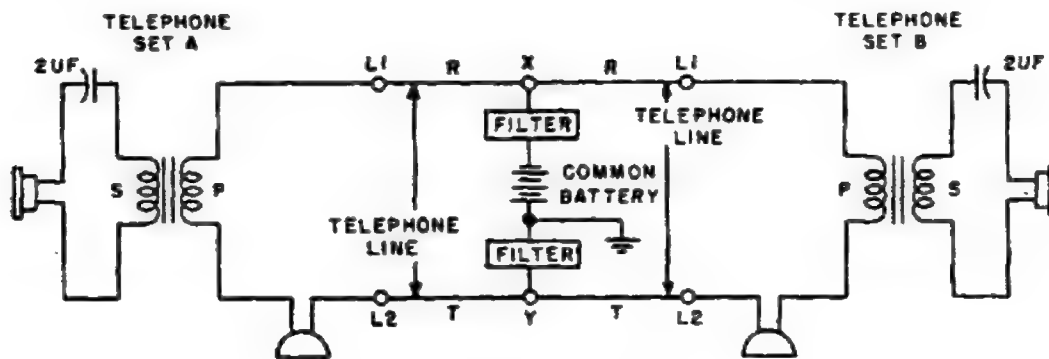 TELEPHONE
SET A
TELEPHONE
SET B
2UF
L1
R
X
R
L1
2UF
FILTER
TELEPHONE
LINE
S
P
COMMON
BATTERY
P
S
TELEPHONE
LINE
FILTER
L2
T
Y
T
L2